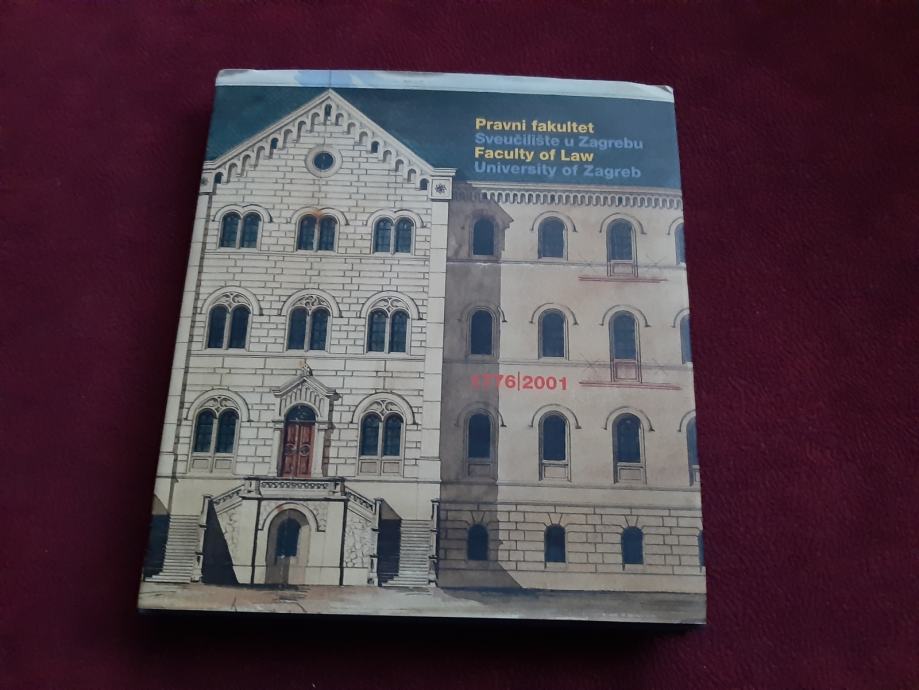 Pravni fakultet
Sveučilište u Zagrebu
Faculty of Law
University of Zagreb
1776|2001